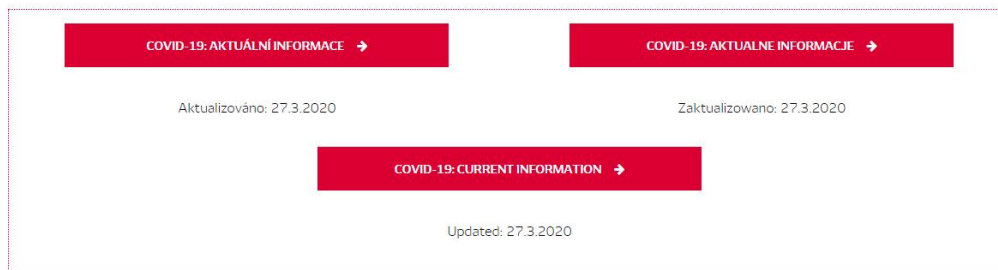 COVID-19: AKTUÁLNÍ INFORMACE →
COVID-19: AKTUALNE INFORMACJE →
Aktualizováno: 27.3.2020
Zaktualizowano: 27.3.2020
COVID-19: CURRENT INFORMATION →
Updated: 27.3.2020